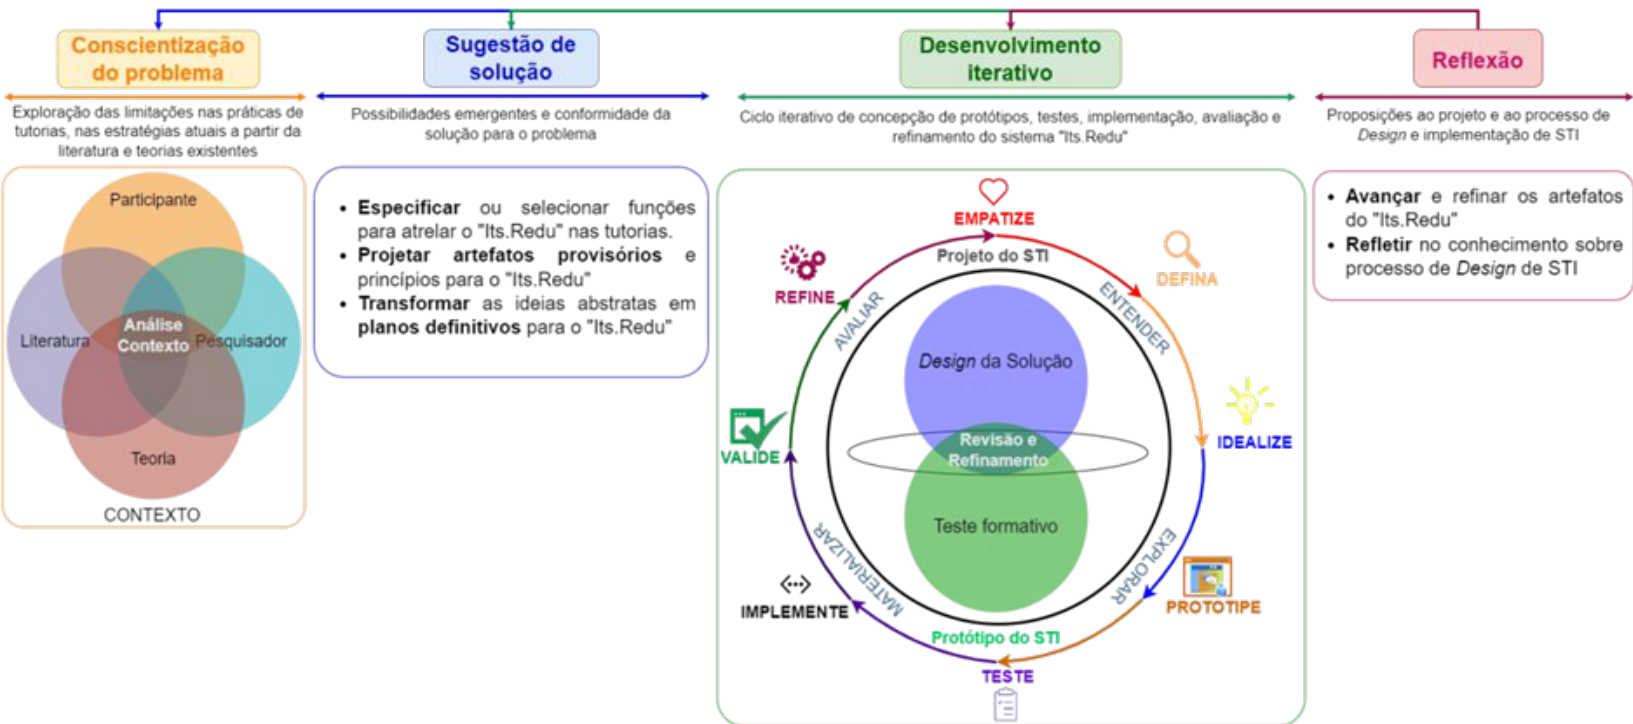 Conscientização
do problema
Exploração das limitações nas práticas de
tutorias, nas estratégias atuais a partir da
literatura e teorias existentes
Participante
Literatura
Análise
Contexto
Pesquisador
Teoria
CONTEXTO
Sugestão de
solução
Possibilidades emergentes e conformidade da
solução para o problema
• Especificar ou selecionar funções
para atrelar o "Its.Redu" nas tutorias.
• Projetar artefatos provisórios e
princípios para o "Its.Redu"
• Transformar as ideias abstratas em
planos definitivos para o "Its.Redu"
Desenvolvimento
iterativo
Ciclo iterativo de concepção de protótipos, testes, implementação, avaliação e
refinamento do sistema "Its.Redu"
EMPATIZE
DEFINA
IDEALIZE
PROTOTIPE
TESTE
IMPLEMENTE
VALIDE
REFINE
Projeto do STI
ENTENDER
EXPLORAR
MATERIALIZAR
AVALIAR
Design da Solução
Revisão e
Refinamento
Teste formativo
Protótipo do STI
Reflexão
Proposições ao projeto e ao processo de
Design e implementação de STI
• Avançar e refinar os artefatos
do "Its.Redu"
• Refletir no conhecimento sobre
processo de Design de STI